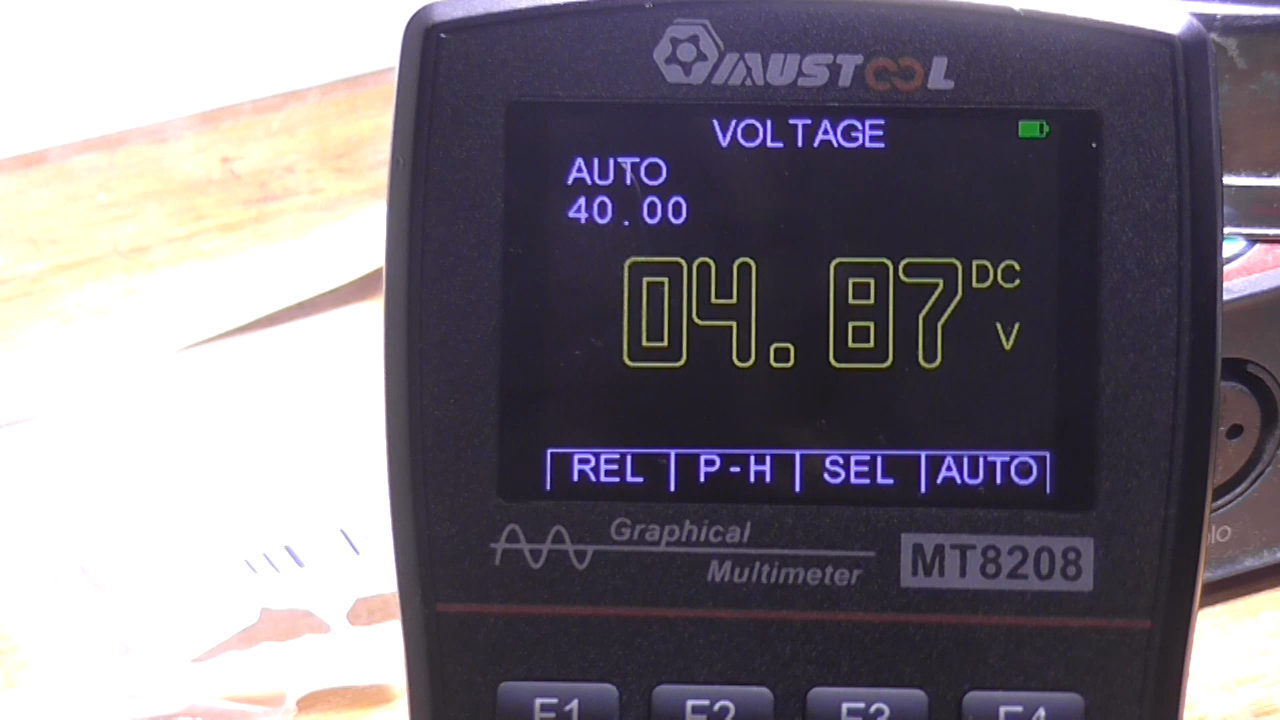 MUSTOOL
VOLTAGE
AUTO
40.00
04.87 DC V
REL P-H SEL AUTO
Graphical
Multimeter
MT8208
F1 F2 F3 F4